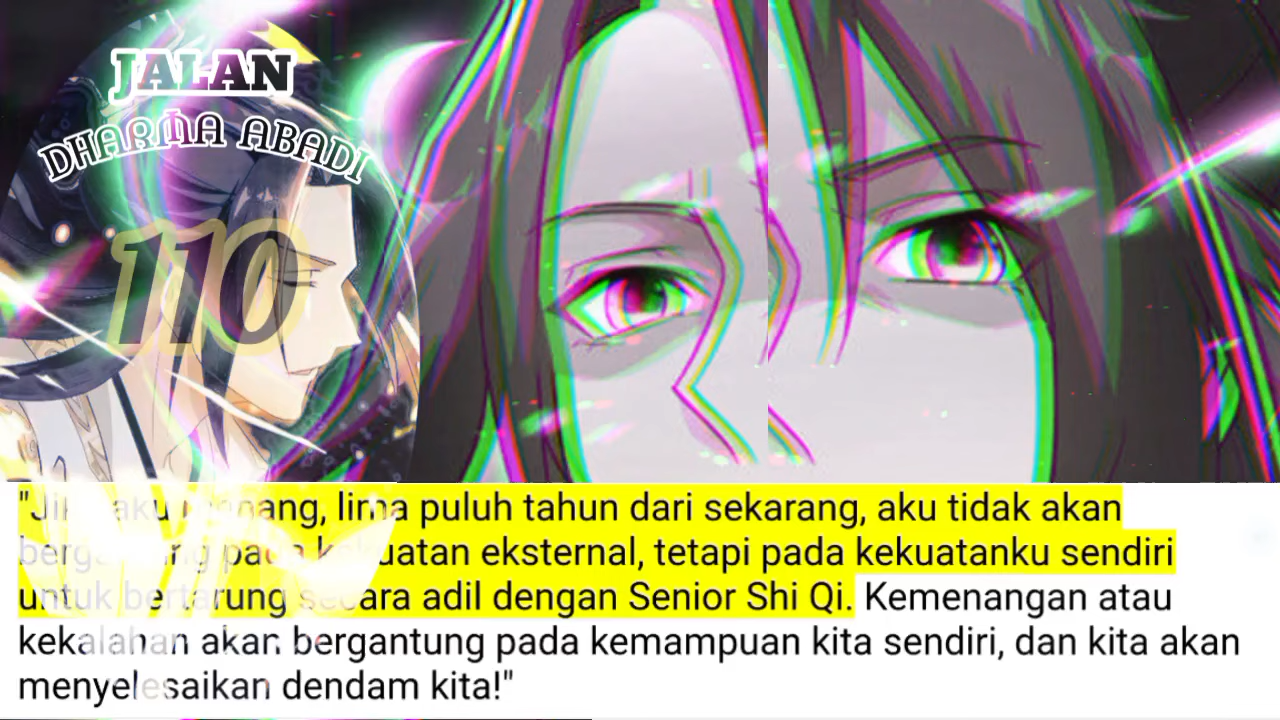 JALAN
DHARMA ABADI
110
"Jika aku menang, lima puluh tahun dari sekarang, aku tidak akan
bergantung pada kekuatan eksternal, tetapi pada kekuatanku sendiri
untuk bertarung secara adil dengan Senior Shi Qi. Kemenangan atau
kekalahan akan bergantung pada kemampuan kita sendiri, dan kita akan
menyelesaikan dendam kita!"